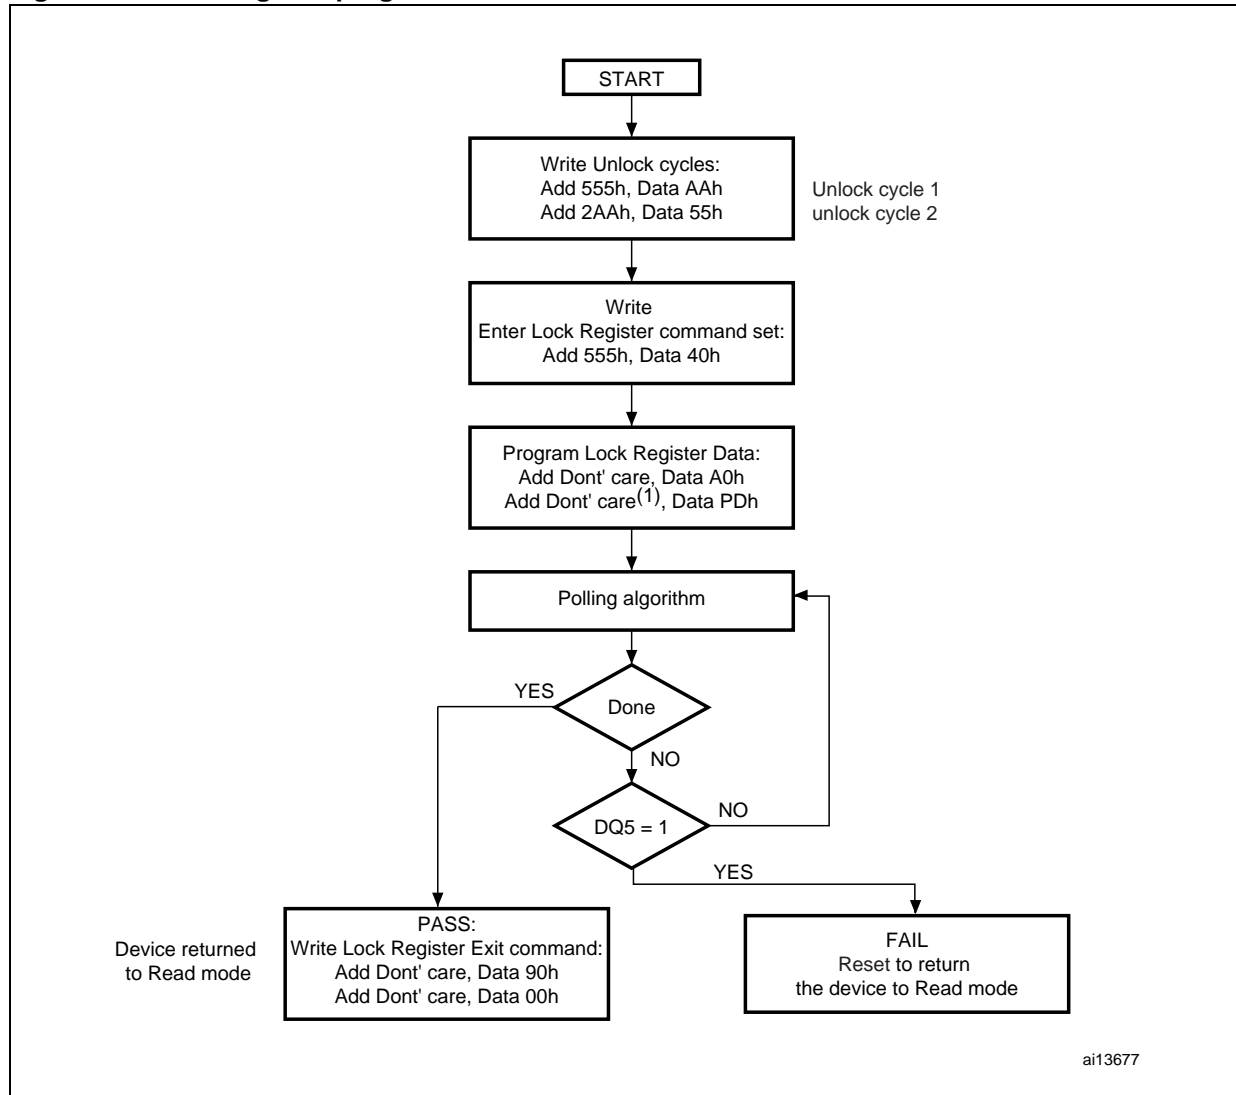 START
Write Unlock cycles:
Add 555h, Data AAh
Add 2AAh, Data 55h
Unlock cycle 1
unlock cycle 2
Write
Enter Lock Register command set:
Add 555h, Data 40h
Program Lock Register Data:
Add Dont' care, Data A0h
Add Dont' care(1), Data PDh
Polling algorithm
YES
Done
NO
DQ5 = 1
NO
YES
Device returned
to Read mode
PASS:
Write Lock Register Exit command:
Add Dont' care, Data 90h
Add Dont' care, Data 00h
FAIL
Reset to return
the device to Read mode
ai13677